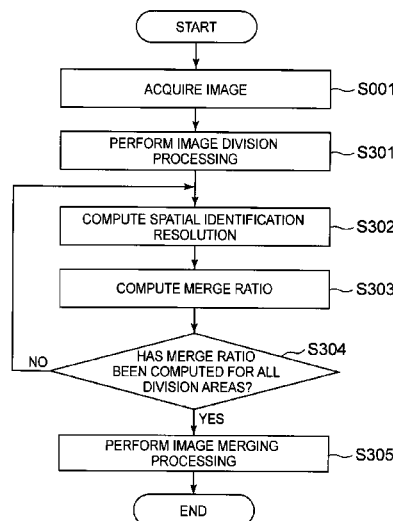 START
ACQUIRE IMAGE
S001
PERFORM IMAGE DIVISION
PROCESSING
S301
COMPUTE SPATIAL IDENTIFICATION
RESOLUTION
S302
COMPUTE MERGE RATIO
S303
S304
HAS MERGE RATIO
BEEN COMPUTED FOR ALL
DIVISION AREAS?
NO
YES
PERFORM IMAGE MERGING
PROCESSING
S305
END